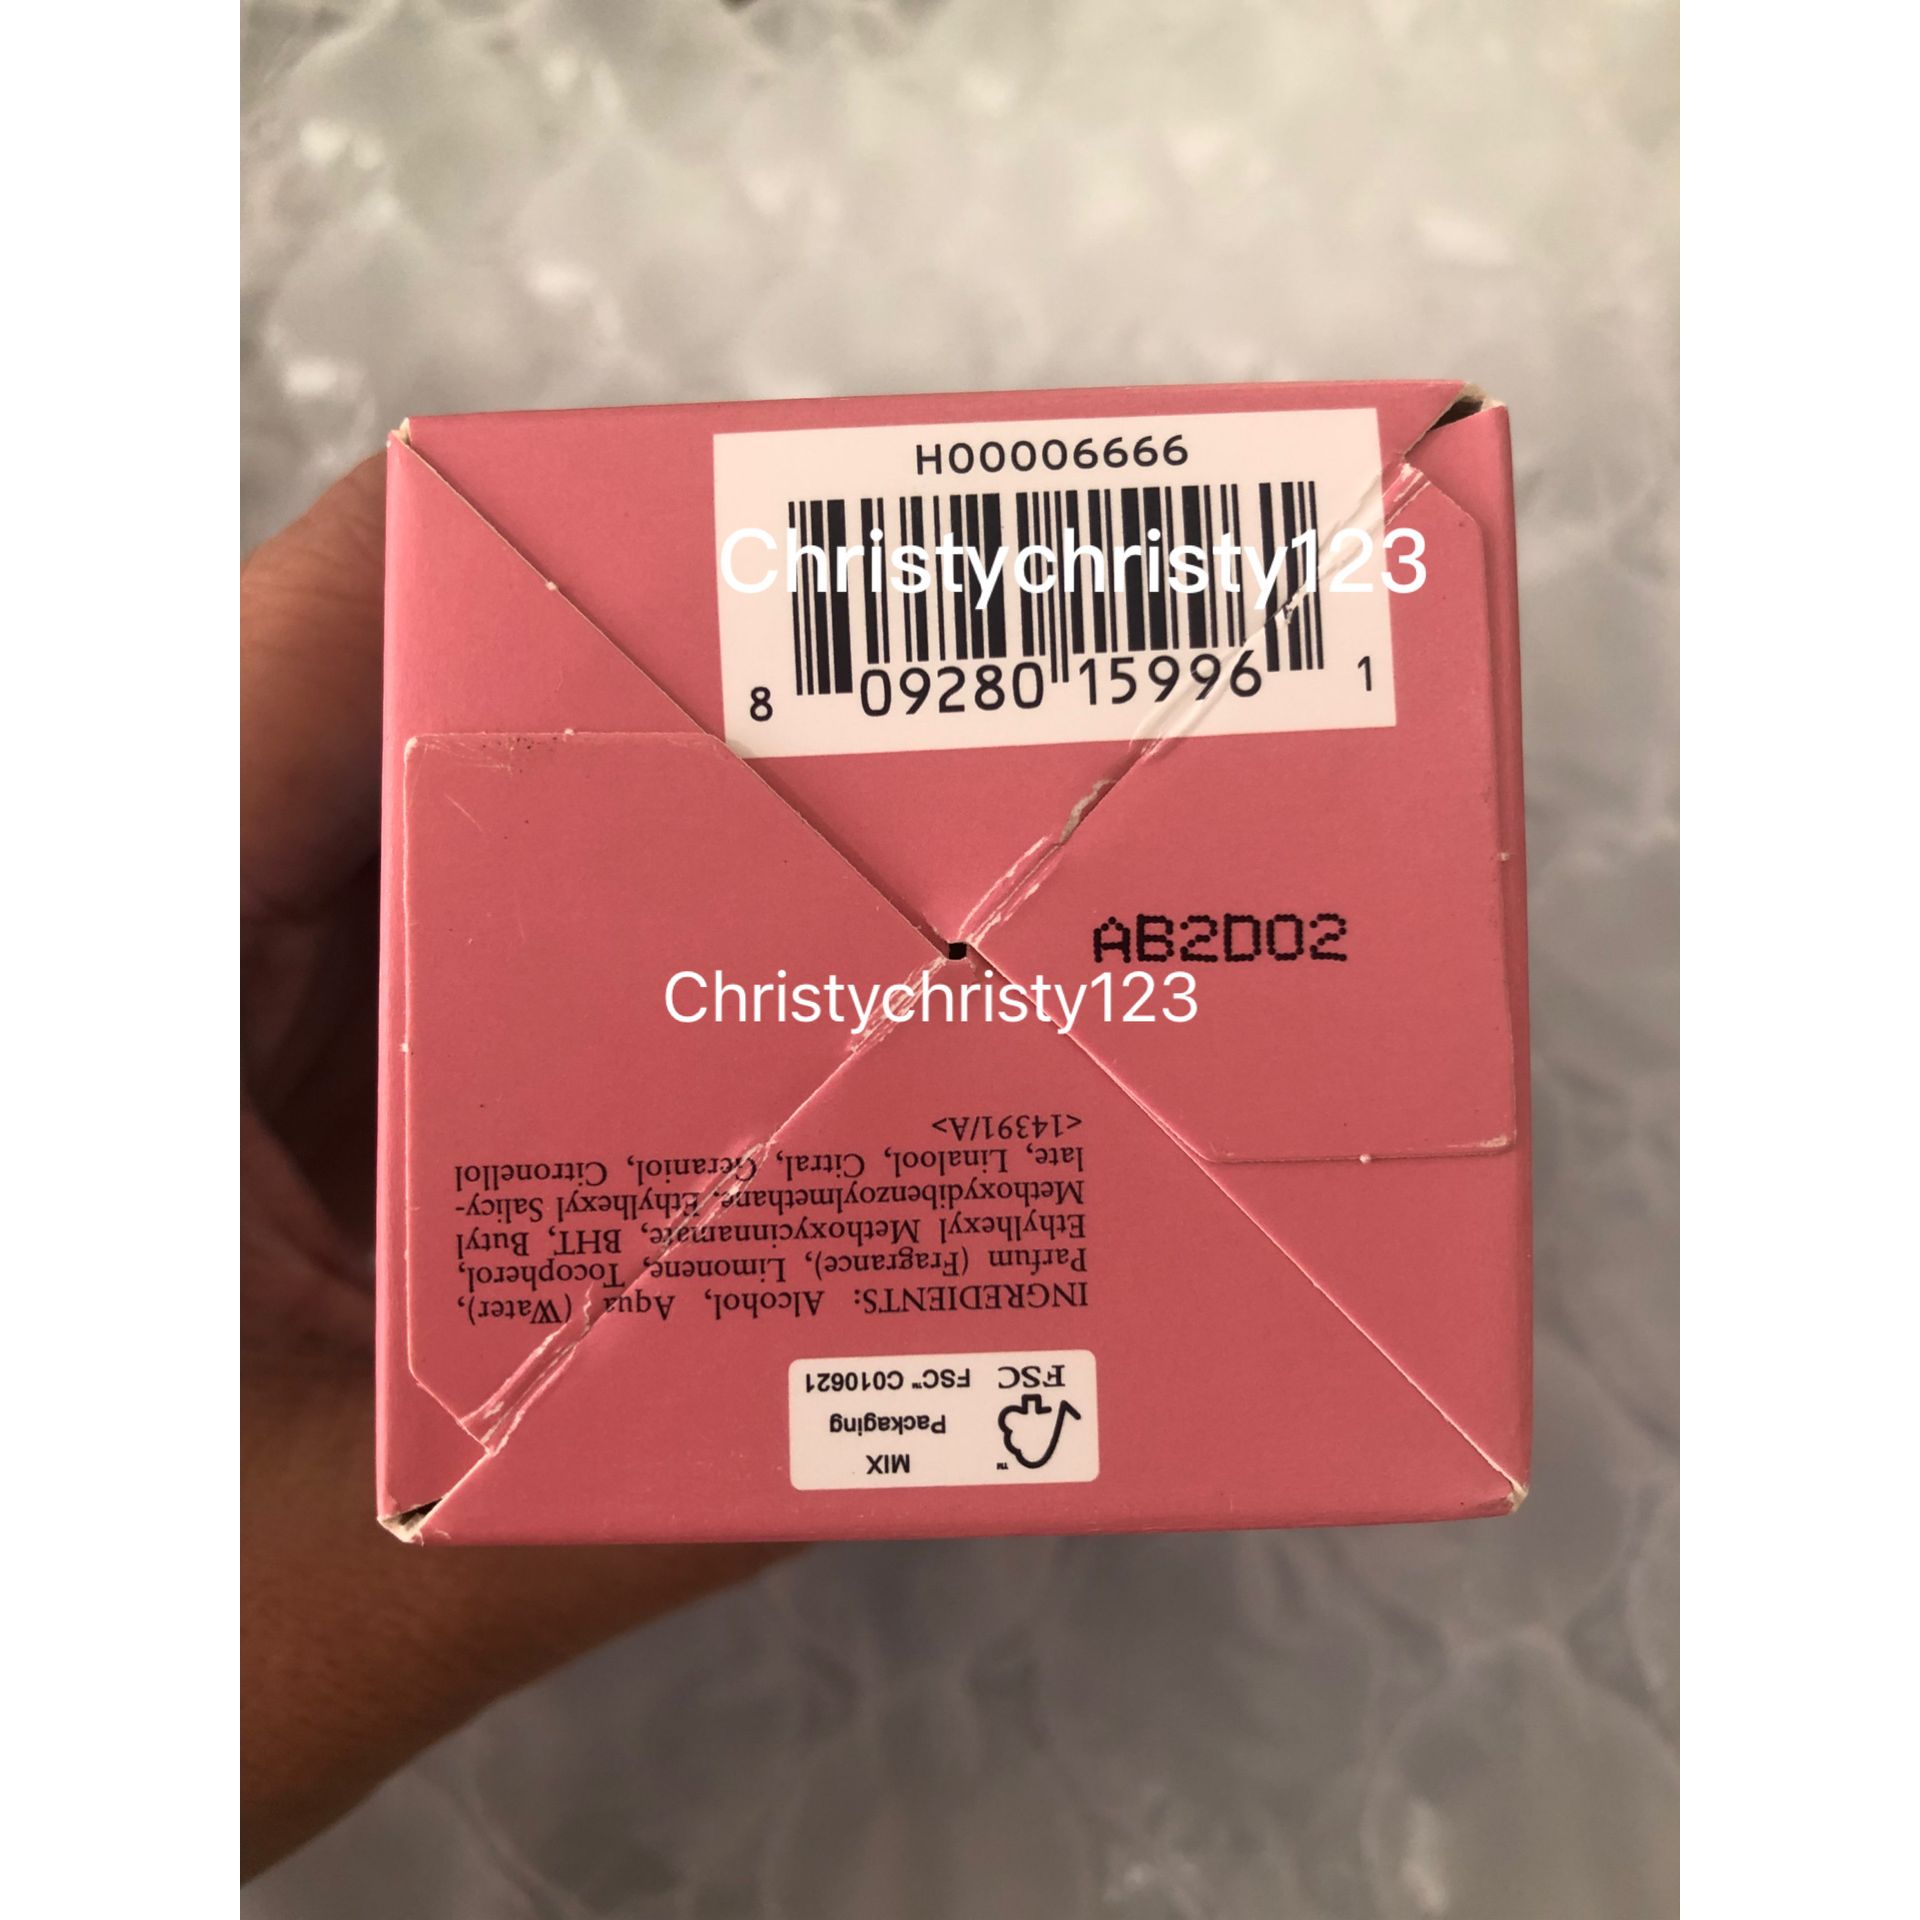 H00006666
Christychristy123
8 09280 15996 1
AB2D02
Christychristy123
INGREDIENTS: Alcohol, Aqua (Water),
Parfum (Fragrance), Limonene, Tocopherol,
Ethylhexyl Methoxycinnamate, BHT, Butyl
Methoxydibenzoylmethane, Ethylhexyl Salicy-
late, Linalool, Citral, Geraniol, Citronellol
<14391/A>
TM
MIX
Packaging
FSC
FSC™ C010621